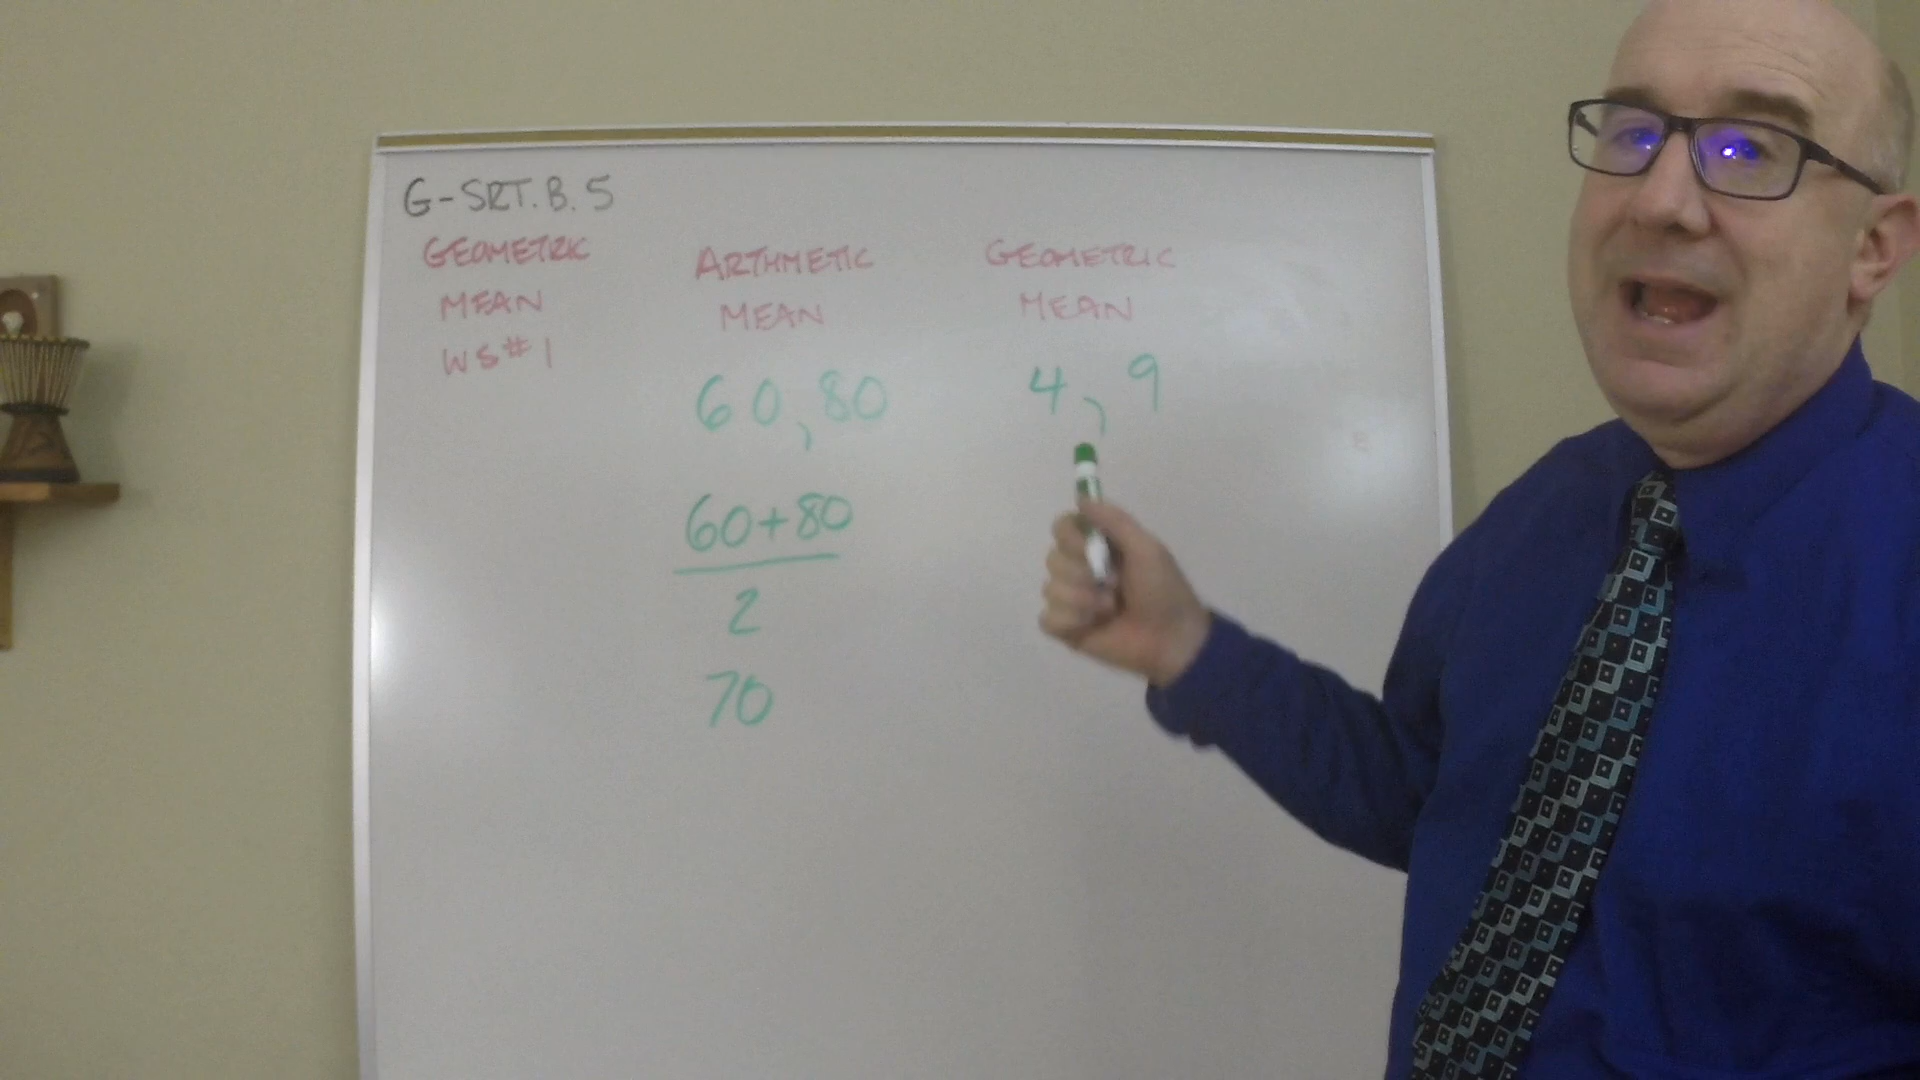 G-SRT.B.5
GEOMETRIC
MEAN
WS#1
ARTHMETIC
MEAN
60, 80
60+80
2
70
GEOMETRIC
MEAN
4, 9